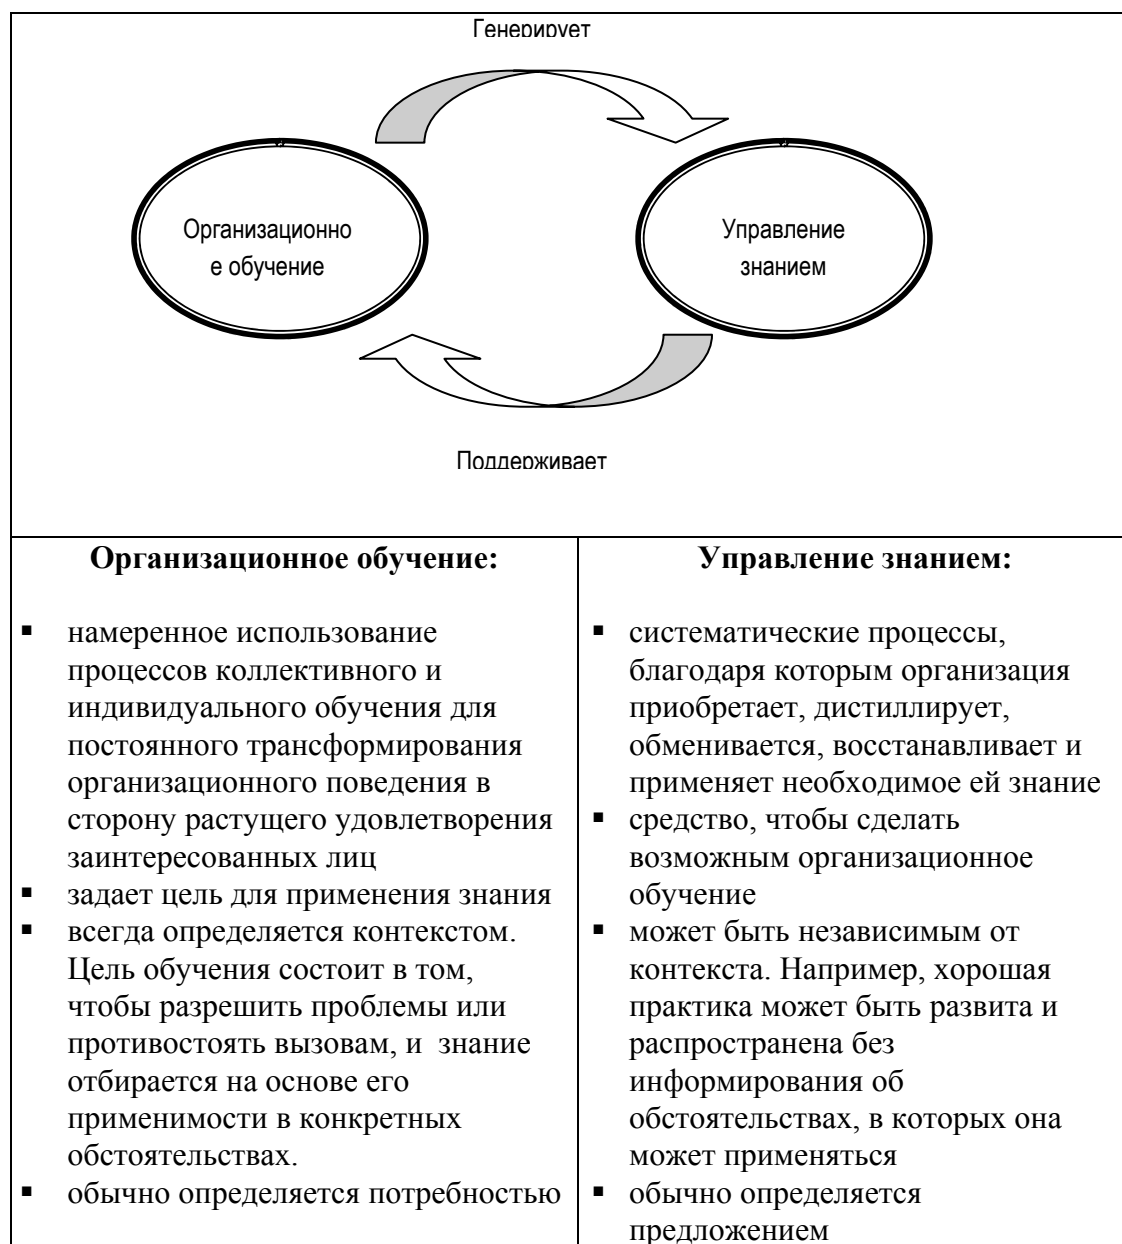 Генерирует
Организационно
е обучение
Управление
знанием
Поддерживает
Организационное обучение:
▪ намеренное использование
процессов коллективного и
индивидуального обучения для
постоянного трансформирования
организационного поведения в
сторону растущего удовлетворения
заинтересованных лиц
▪ задает цель для применения знания
▪ всегда определяется контекстом.
Цель обучения состоит в том,
чтобы разрешить проблемы или
противостоять вызовам, и  знание
отбирается на основе его
применимости в конкретных
обстоятельствах.
▪ обычно определяется потребностью
Управление знанием:
▪ систематические процессы,
благодаря которым организация
приобретает, дистиллирует,
обменивается, восстанавливает и
применяет необходимое ей знание
▪ средство, чтобы сделать
возможным организационное
обучение
▪ может быть независимым от
контекста. Например, хорошая
практика может быть развита и
распространена без
информирования об
обстоятельствах, в которых она
может применяться
▪ обычно определяется
предложением